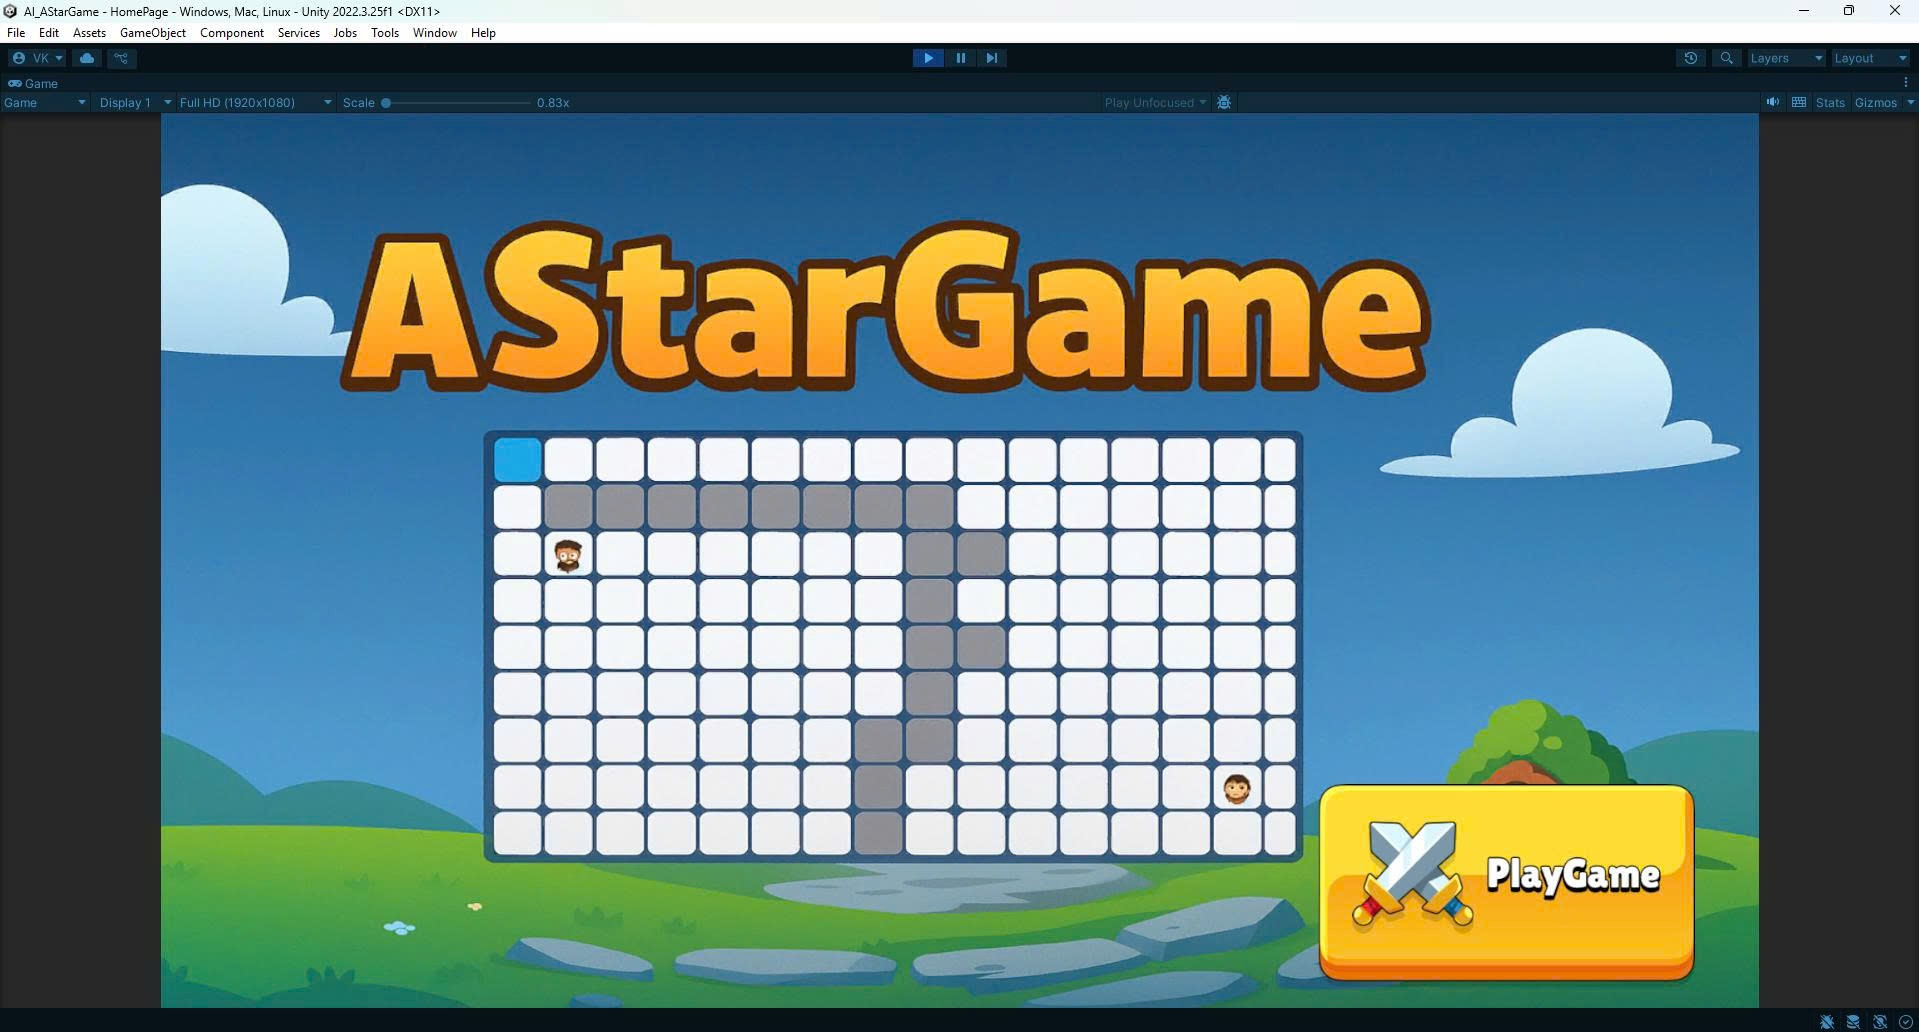 AI_AStarGame - HomePage - Windows, Mac, Linux - Unity 2022.3.25f1 <DX11>
File Edit Assets GameObject Component Services Jobs Tools Window Help
VK Layers Layout
Game
Game Display 1 Full HD (1920x1080) Scale 0.83x Play Unfocused Stats Gizmos
AStarGame
PlayGame